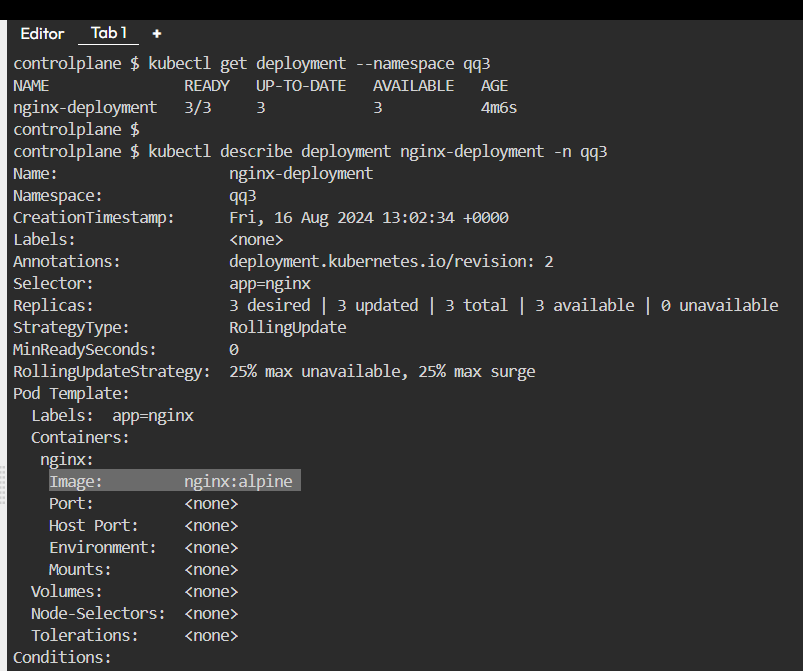 Editor Tab 1 +
controlplane $ kubectl get deployment --namespace qq3
NAME READY UP-TO-DATE AVAILABLE AGE
nginx-deployment 3/3 3 3 4m6s
controlplane $
controlplane $ kubectl describe deployment nginx-deployment -n qq3
Name: nginx-deployment
Namespace: qq3
CreationTimestamp: Fri, 16 Aug 2024 13:02:34 +0000
Labels: <none>
Annotations: deployment.kubernetes.io/revision: 2
Selector: app=nginx
Replicas: 3 desired | 3 updated | 3 total | 3 available | 0 unavailable
StrategyType: RollingUpdate
MinReadySeconds: 0
RollingUpdateStrategy: 25% max unavailable, 25% max surge
Pod Template:
Labels: app=nginx
Containers:
nginx:
Image: nginx:alpine
Port: <none>
Host Port: <none>
Environment: <none>
Mounts: <none>
Volumes: <none>
Node-Selectors: <none>
Tolerations: <none>
Conditions: